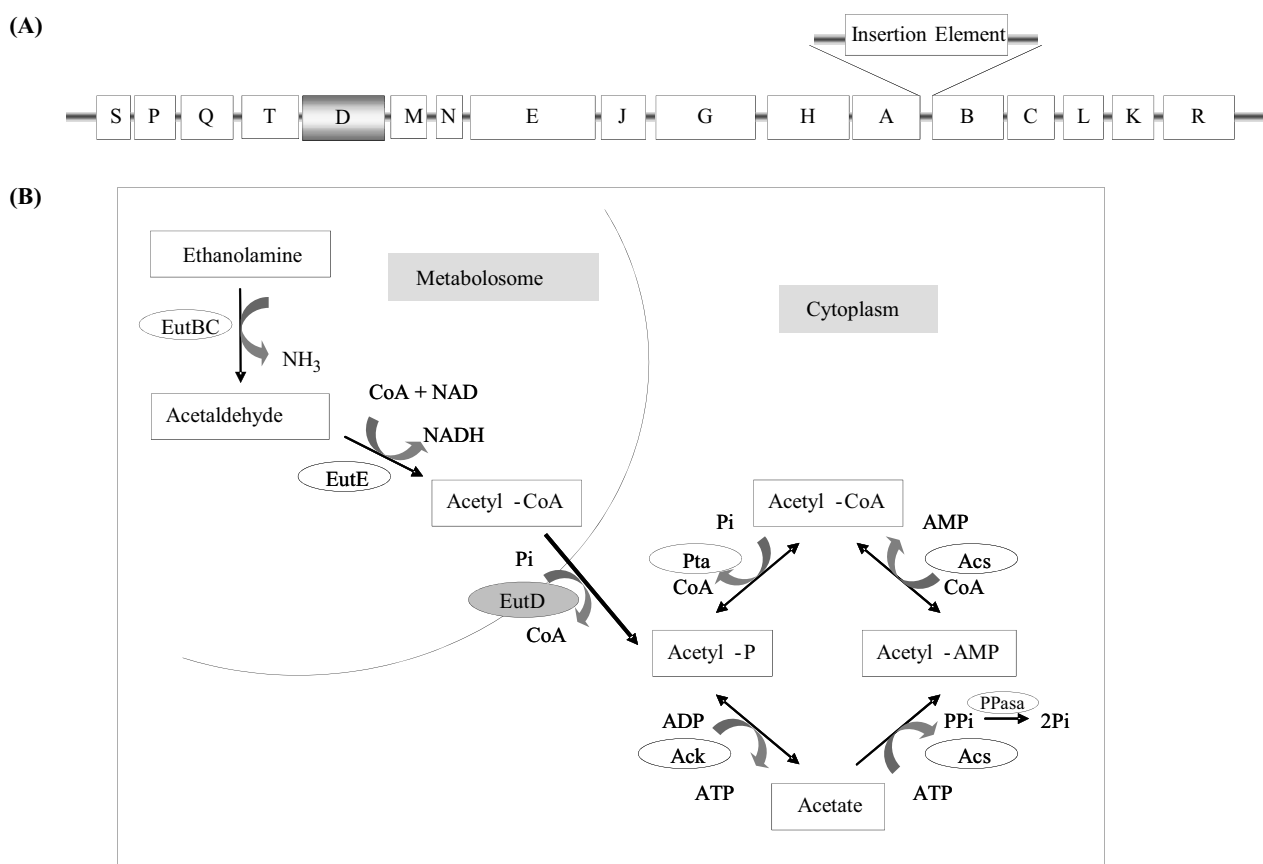 (A)
Insertion Element
S P Q T D M N E J G H A B C L K R
(B)
Ethanolamine
Metabolosome
Cytoplasm
EutBC
NH3
CoA + NAD
Acetaldehyde
NADH
EutE
Acetyl -CoA
Acetyl -CoA
Pi
AMP
Pi
Pta
Acs
CoA
CoA
EutD
CoA
Acetyl -P
Acetyl -AMP
PPasa
ADP
PPi
2Pi
Ack
Acs
ATP
ATP
Acetate